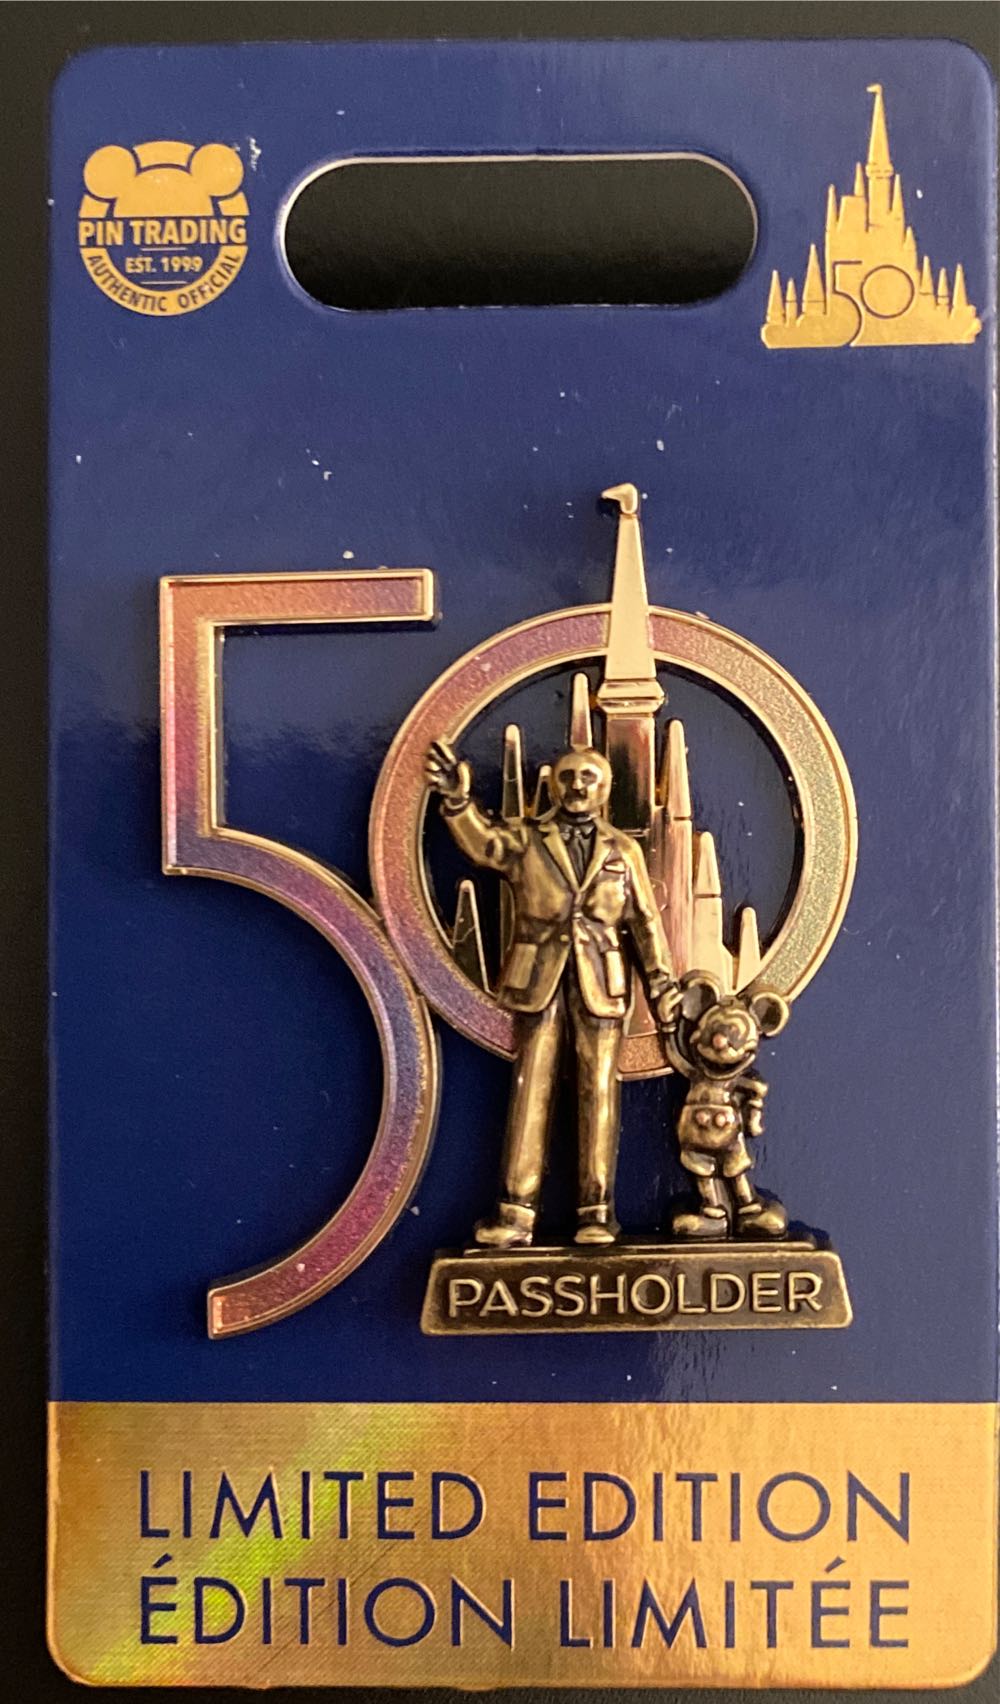 PIN TRADING
EST. 1999
AUTHENTIC OFFICIAL
50
50
PASSHOLDER
LIMITED EDITION
ÉDITION LIMITÉE